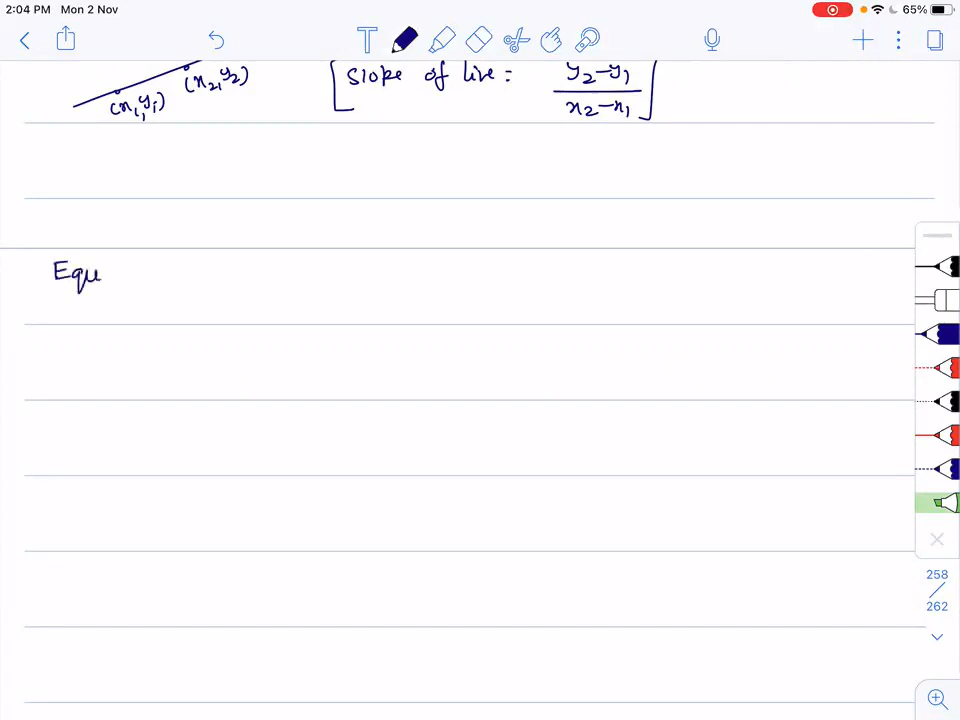 2:04 PM Mon 2 Nov
65%
T
(x₁,y₁) (x₂,y₂)
Slope of line = y₂-y₁ / x₂-x₁
Equ
258
/
262